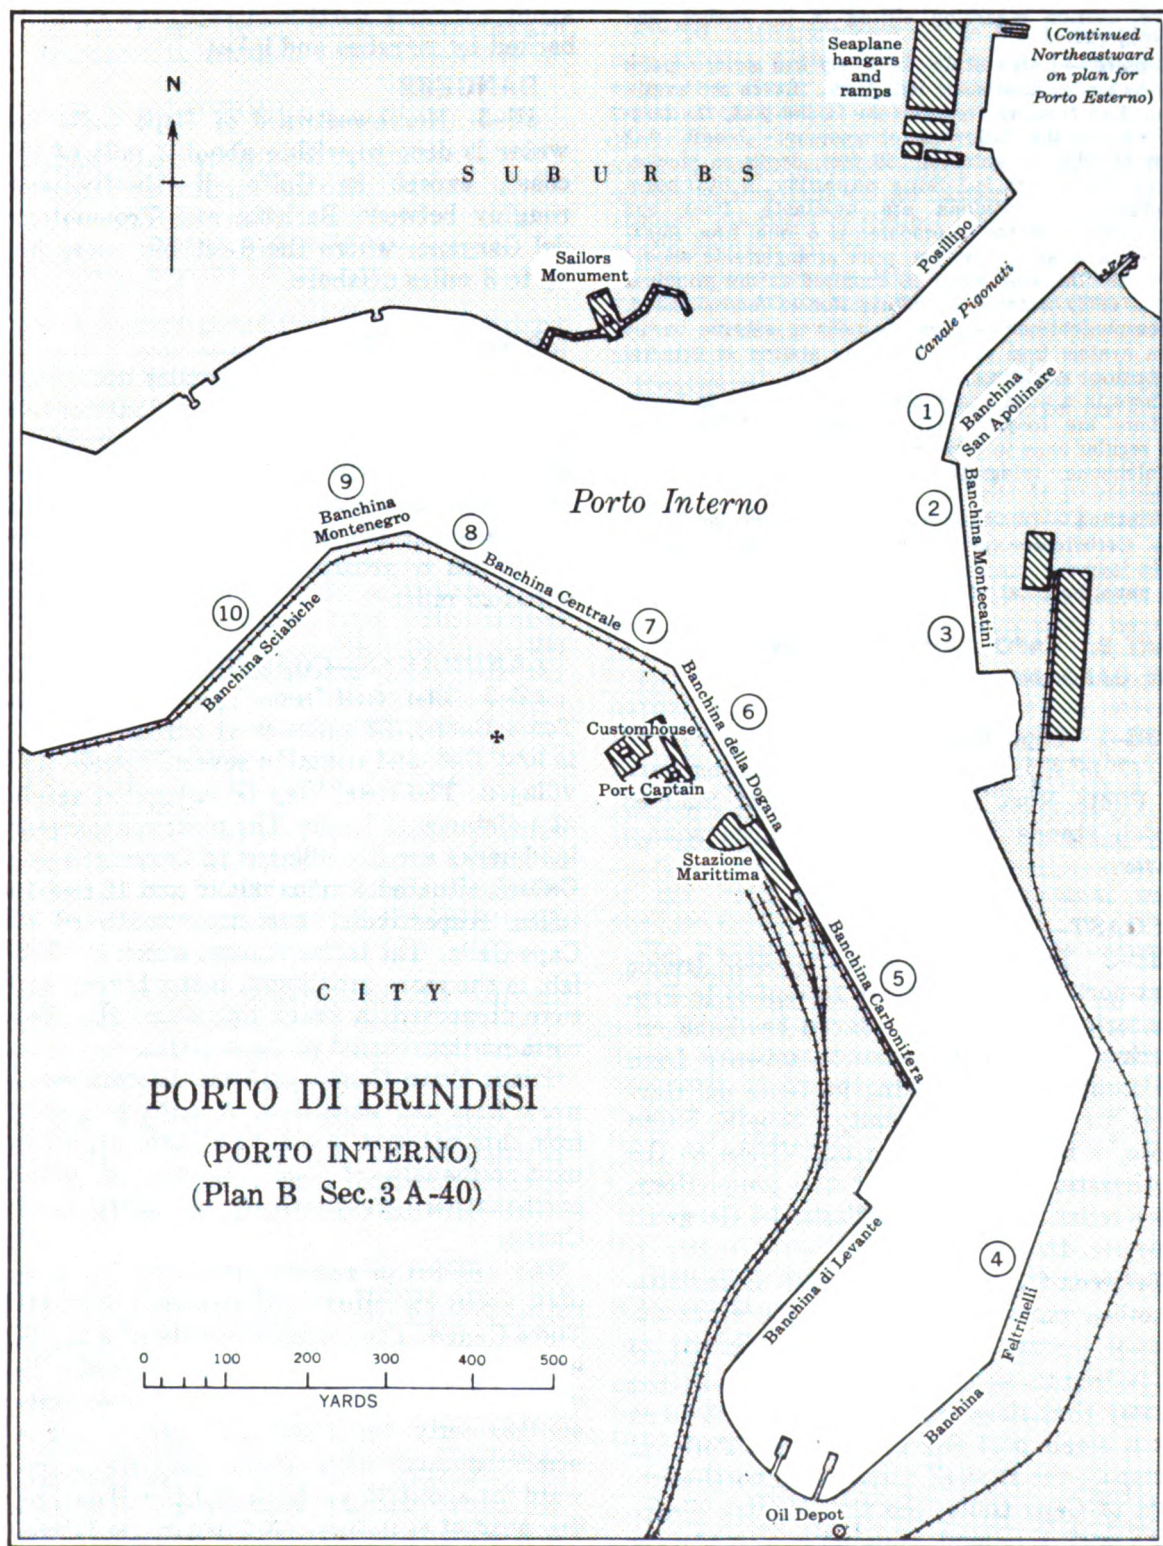 Seaplane
hangars
and
ramps
(Continued
Northeastward
on plan for
Porto Esterno)
N
SUBURBS
Sailors
Monument
Posillipo
Canale Pigonati
1
Banchina
San Apollinare
9
Banchina
Montenegro
8
Porto Interno
2
Banchina Montecatini
Banchina Centrale
10
Banchina Sciabiche
7
3
Banchina della Dogana
6
Customhouse
Port Captain
Stazione
Marittima
Banchina Carbonifera
5
CITY
PORTO DI BRINDISI
(PORTO INTERNO)
(Plan B Sec. 3 A-40)
4
Banchina di Levante
Feltrinelli
Banchina
0 100 200 300 400 500
YARDS
Oil Depot